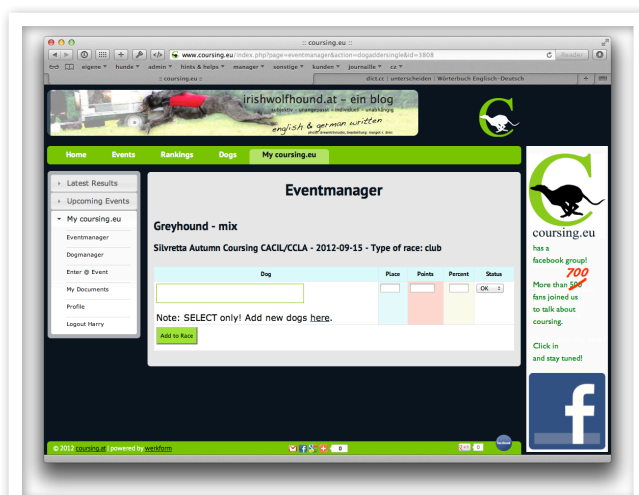 :: coursing.eu ::
www.coursing.eu/index.php?page=eventmanager&action=dogaddersingle&id=3808
Reader
eigene hunde admin hints & helps manager sonstige kunden journaille cz
:: coursing.eu ::
dict.cc | unterscheiden | Wörterbuch Englisch-Deutsch
irishwolfhound.at – ein blog
subjektiv – unangepasst – individuell – unabhängig
english & german written
Home Events Rankings Dogs My coursing.eu
Latest Results
Upcoming Events
My coursing.eu
Eventmanager
Dogmanager
Enter @ Event
My Documents
Profile
Logout Harry
Eventmanager
Greyhound - mix
Silvretta Autumn Coursing CACIL/CCLA - 2012-09-15 - Type of race: club
Dog Place Points Percent Status
OK
Note: SELECT only! Add new dogs here.
Add to Race
coursing.eu
has a
facebook group!
700
More than 500
fans joined us
to talk about
coursing.
Click in
and stay tuned!
f
© 2012 coursing.at | powered by werkform
0
0
facebook